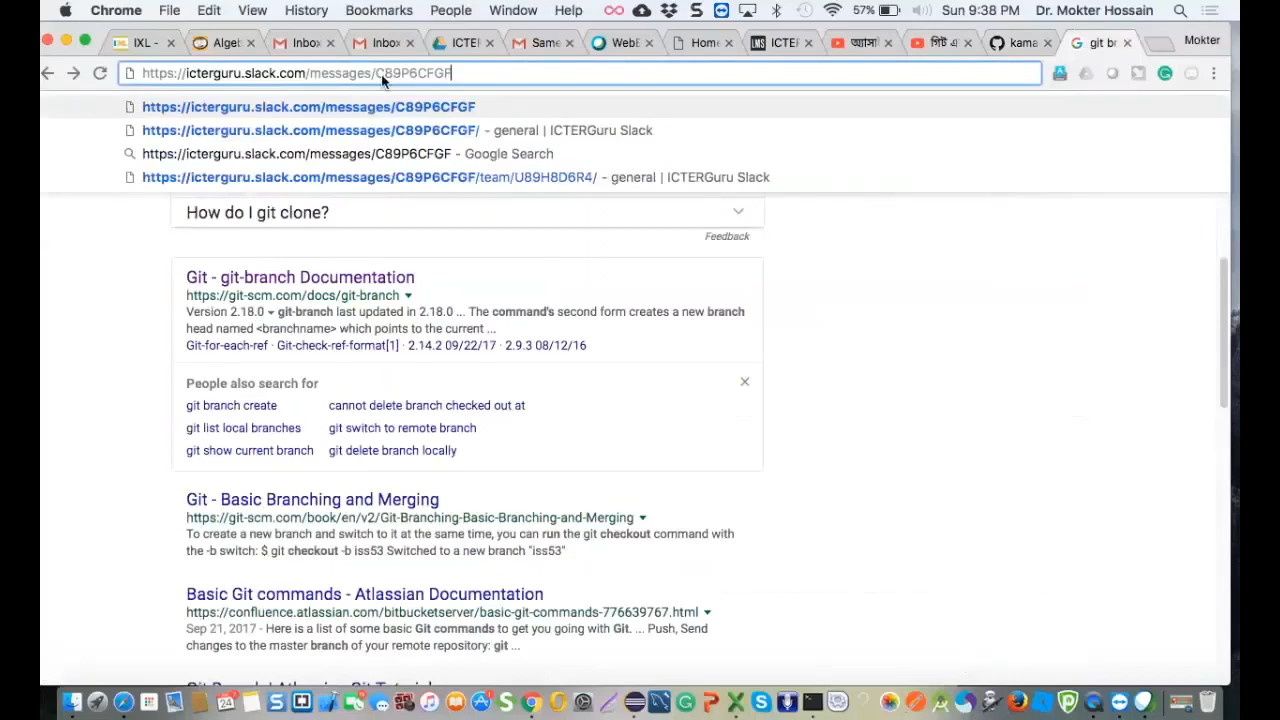 Chrome File Edit View History Bookmarks People Window Help 57% Sun 9:38 PM Dr. Mokter Hossain
IXL - Algeb Inbox Inbox ICTER Same WebE Home ICTER গিট এ kama git br Mokter
https://icterguru.slack.com/messages/C89P6CFGF
https://icterguru.slack.com/messages/C89P6CFGF
https://icterguru.slack.com/messages/C89P6CFGF/ - general | ICTERGuru Slack
https://icterguru.slack.com/messages/C89P6CFGF - Google Search
https://icterguru.slack.com/messages/C89P6CFGF/team/U89H8D6R4/ - general | ICTERGuru Slack
How do I git clone?
Feedback
Git - git-branch Documentation
https://git-scm.com/docs/git-branch
Version 2.18.0 git-branch last updated in 2.18.0 ... The command's second form creates a new branch
head named <branchname> which points to the current ...
Git-for-each-ref · Git-check-ref-format[1] · 2.14.2 09/22/17 · 2.9.3 08/12/16
People also search for
git branch create cannot delete branch checked out at
git list local branches git switch to remote branch
git show current branch git delete branch locally
Git - Basic Branching and Merging
https://git-scm.com/book/en/v2/Git-Branching-Basic-Branching-and-Merging
To create a new branch and switch to it at the same time, you can run the git checkout command with
the -b switch: $ git checkout -b iss53 Switched to a new branch "iss53"
Basic Git commands - Atlassian Documentation
https://confluence.atlassian.com/bitbucketserver/basic-git-commands-776639767.html
Sep 21, 2017 - Here is a list of some basic Git commands to get you going with Git. ... Push, Send
changes to the master branch of your remote repository: git ...